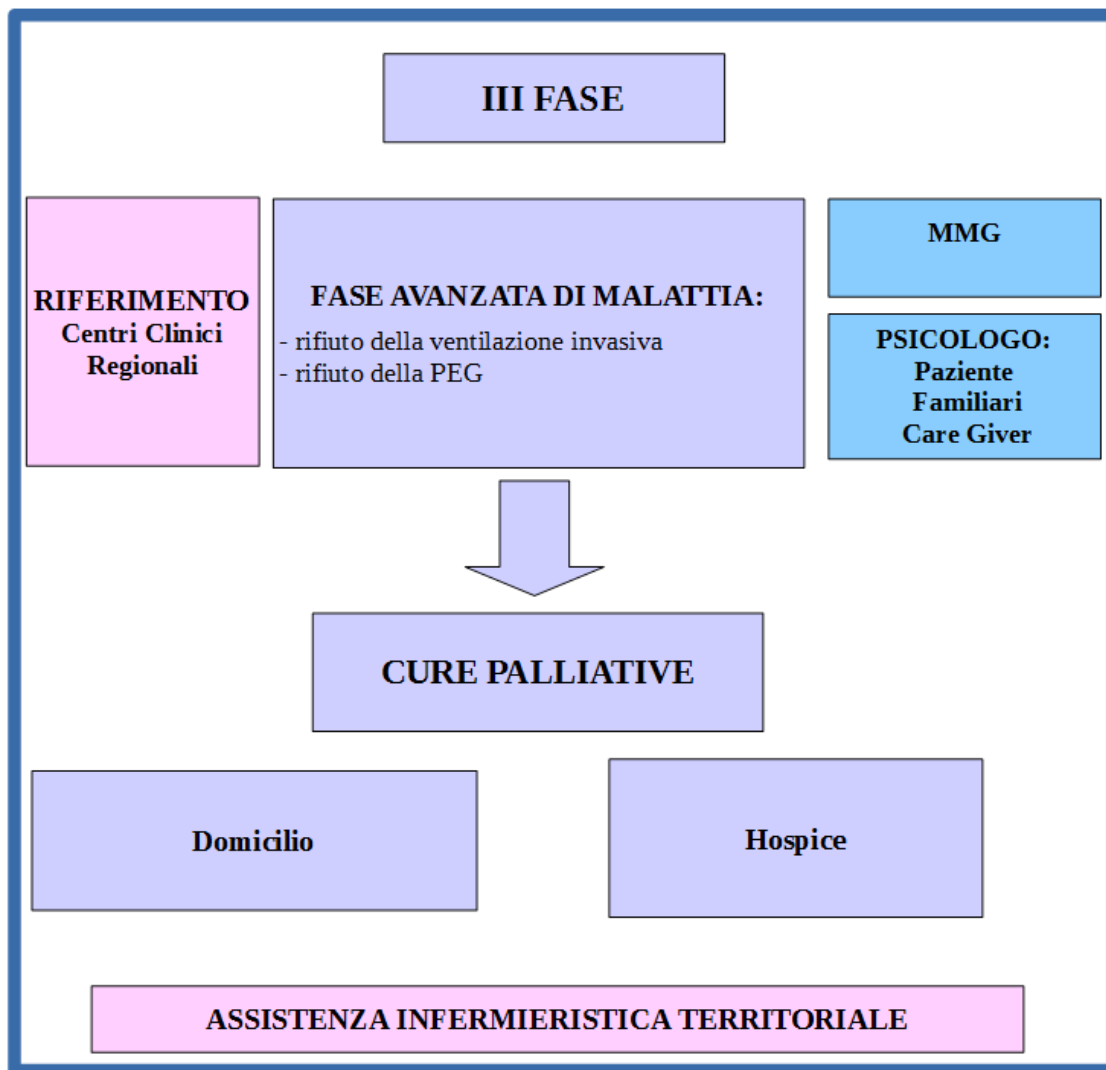 III FASE
RIFERIMENTO
Centri Clinici
Regionali
FASE AVANZATA DI MALATTIA:
- rifiuto della ventilazione invasiva
- rifiuto della PEG
MMG
PSICOLOGO:
Paziente
Familiari
Care Giver
CURE PALLIATIVE
Domicilio
Hospice
ASSISTENZA INFERMIERISTICA TERRITORIALE